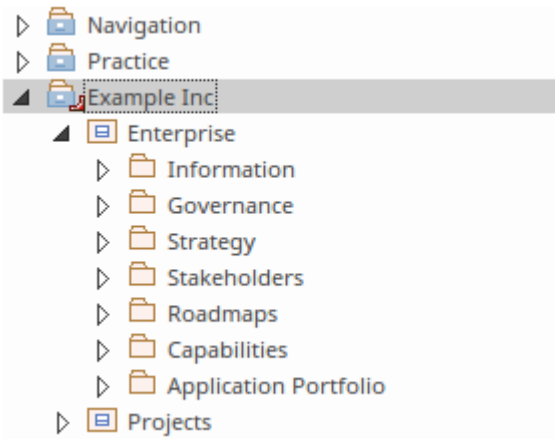 Navigation
Practice
Example Inc
Enterprise
Information
Governance
Strategy
Stakeholders
Roadmaps
Capabilities
Application Portfolio
Projects